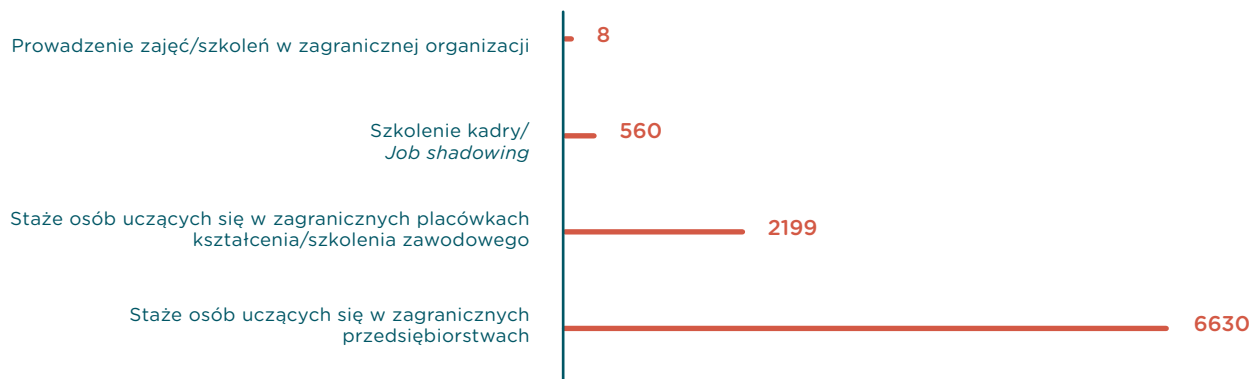 Prowadzenie zajęć/szkoleń w zagranicznej organizacji
8
Szkolenie kadry/
Job shadowing
560
Staże osób uczących się w zagranicznych placówkach
kształcenia/szkolenia zawodowego
2199
Staże osób uczących się w zagranicznych
przedsiębiorstwach
6630